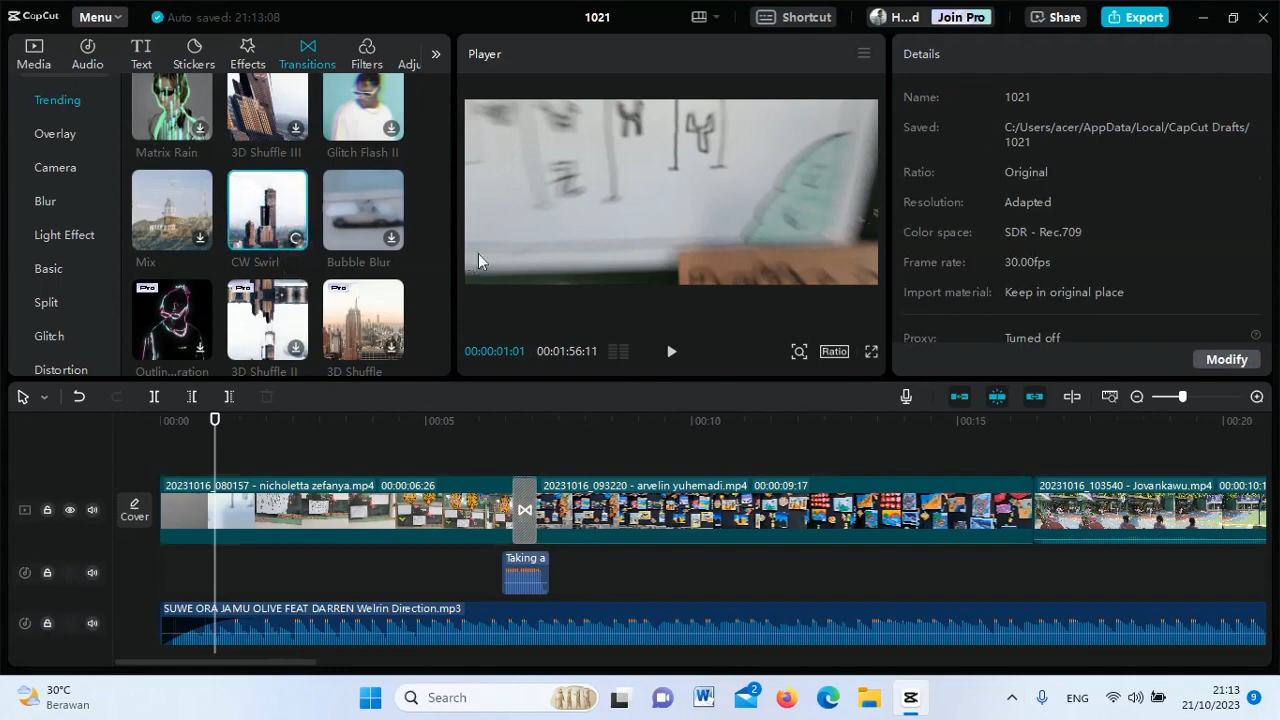 CapCut
Menu
Auto saved: 21:13:08
1021
Shortcut
H...d
Join Pro
Share
Export
Media
Audio
Text
Stickers
Effects
Transitions
Filters
Adju
Player
Details
Trending
Overlay
Camera
Blur
Light Effect
Basic
Split
Glitch
Distortion
Matrix Rain
3D Shuffle III
Glitch Flash II
Mix
CW Swirl
Bubble Blur
Pro
Pro
Pro
Outlin...ration
3D Shuffle II
3D Shuffle
00:00:01:01
00:01:56:11
Ratio
Name:
1021
Saved:
C:/Users/acer/AppData/Local/CapCut Drafts/
1021
Ratio:
Original
Resolution:
Adapted
Color space:
SDR - Rec.709
Frame rate:
30.00fps
Import material:
Keep in original place
Proxy:
Turned off
Modify
00:00
00:05
00:10
00:15
00:20
Cover
20231016_080157 - nicholetta zefanya.mp4 00:00:06:26
20231016_093220 - arvelin yuhemadi.mp4 00:00:09:17
20231016_103540 - Jovankawu.mp4 00:00:10:1
Taking a
SUWE ORA JAMU OLIVE FEAT DARREN Welrin Direction.mp3
30°C
Berawan
Search
2
ENG
21:13
21/10/2023
9